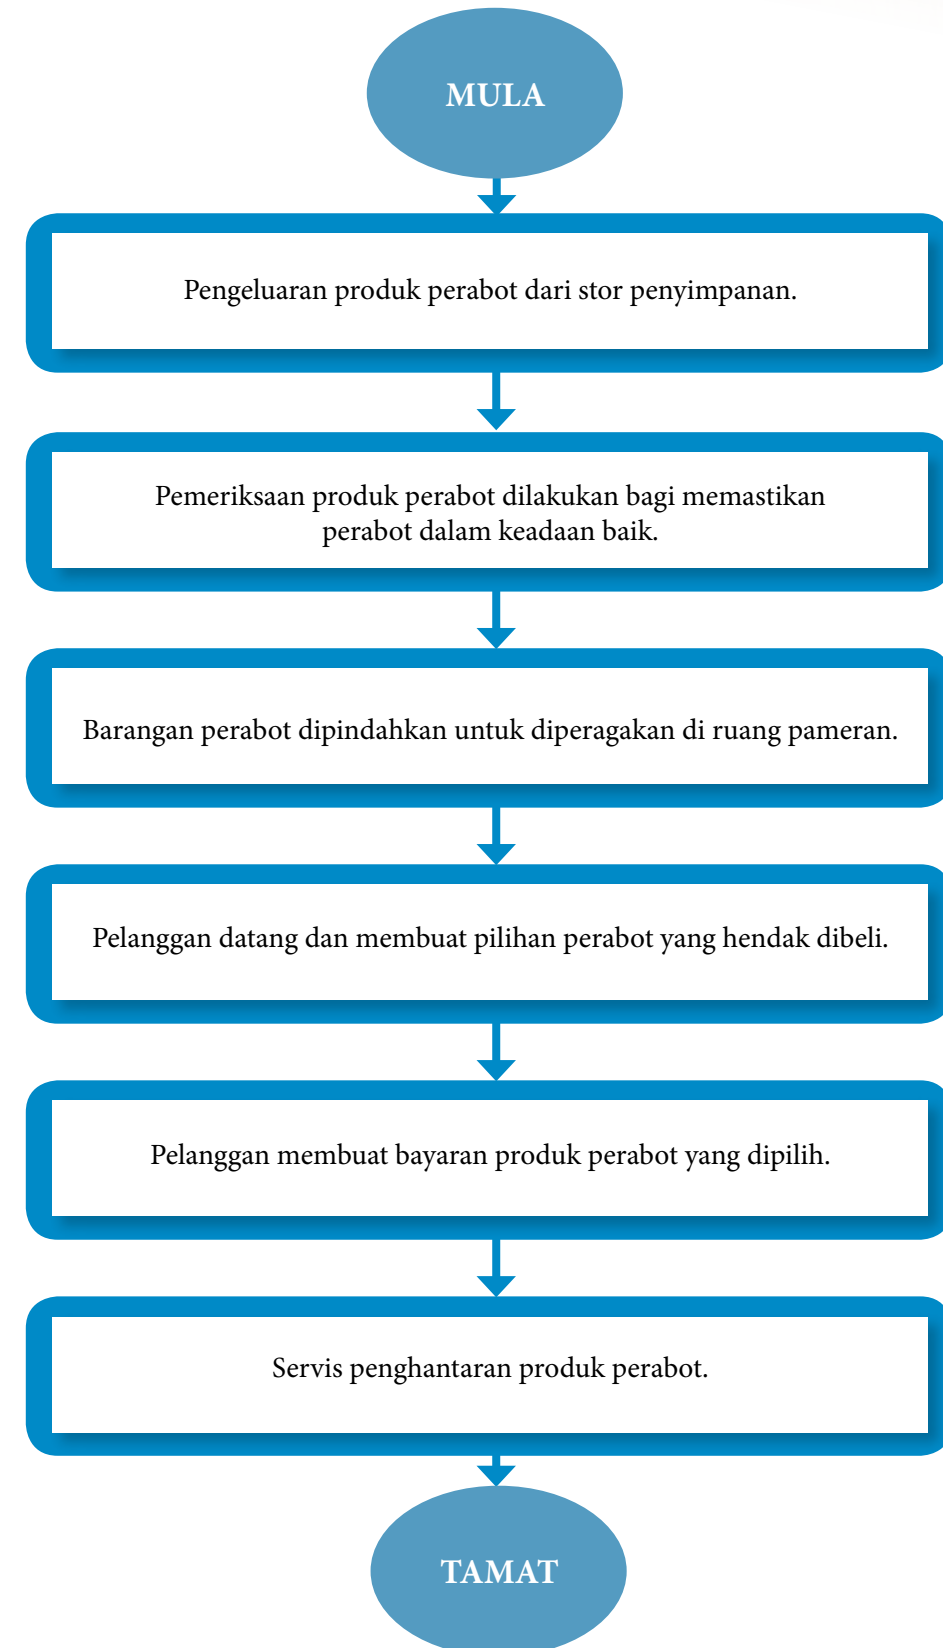 MULA
Pengeluaran produk perabot dari stor penyimpanan.
Pemeriksaan produk perabot dilakukan bagi memastikan
perabot dalam keadaan baik.
Barangan perabot dipindahkan untuk diperagakan di ruang pameran.
Pelanggan datang dan membuat pilihan perabot yang hendak dibeli.
Pelanggan membuat bayaran produk perabot yang dipilih.
Servis penghantaran produk perabot.
TAMAT